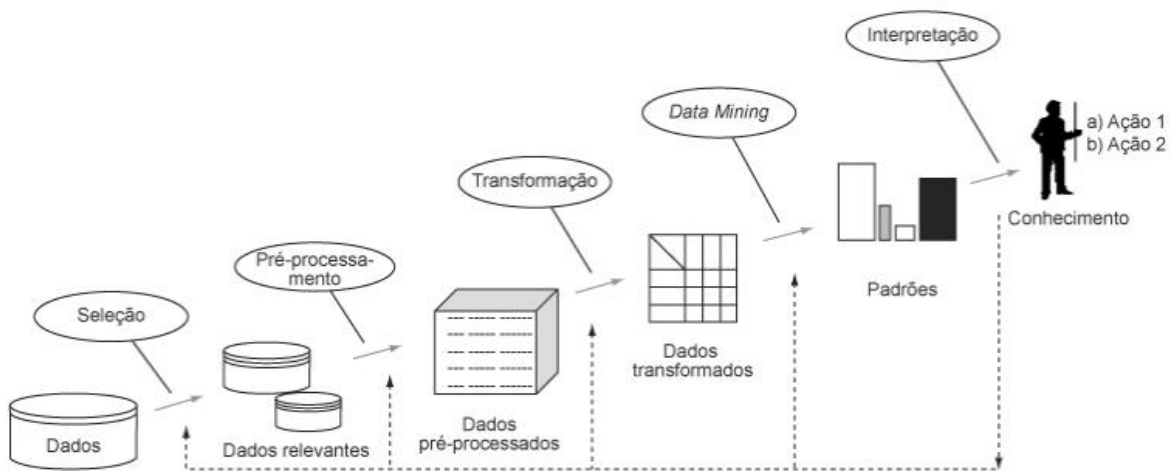 Interpretação
Data Mining
a) Ação 1
b) Ação 2
Transformação
Conhecimento
Pré-processa-
mento
Padrões
Seleção
Dados
transformados
Dados
pré-processados
Dados relevantes
Dados